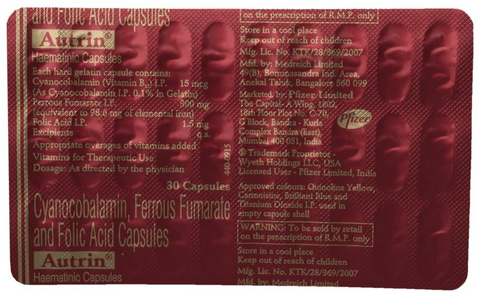 and Folic Acid Capsules
Autrin®
Haematinic Capsules
Each hard gelatin capsule contains:
Cyanocobalamin (Vitamin B12) I.P. 15 mcg
(As Cyanocobalamin I.P. 0.1% in Gelatin)
Ferrous Fumarate I.P. 300 mg
(equivalent to 98.6 mg of elemental iron)
Folic Acid I.P. 1.5 mg
Excipients q.s.
Appropriate overages of vitamins added
Vitamins for Therapeutic Use
Dosage: As directed by the physician
30 Capsules
Cyanocobalamin, Ferrous Fumarate
and Folic Acid Capsules
Autrin®
Haematinic Capsules
on the prescription of R.M.P. only
Store in a cool place
Keep out of reach of children
Mfg. Lic. No. KTK/28/369/2007
Mfd. by: Medreich Limited
49(B), Bommasandra Ind. Area,
Anekal Taluk, Bangalore 560 099
Marketed by: Pfizer Limited
The Capital- A Wing, 1802,
18th Floor Plot No. C-70,
G Block, Bandra - Kurla
Complex Bandra (East),
Mumbai 400 051, India
Pfizer
® Trademark Proprietor -
Wyeth Holdings LLC, USA
Licensed User - Pfizer Limited, India
Approved colours: Quinoline Yellow,
Carmoisine, Brilliant Blue and
Titanium Dioxide I.P. used in
empty capsule shell
WARNING: To be sold by retail
on the prescription of R.M.P. only
Store in a cool place
Keep out of reach of children
Mfg. Lic. No. KTK/28/369/2007
Mfd. by: Medreich Limited